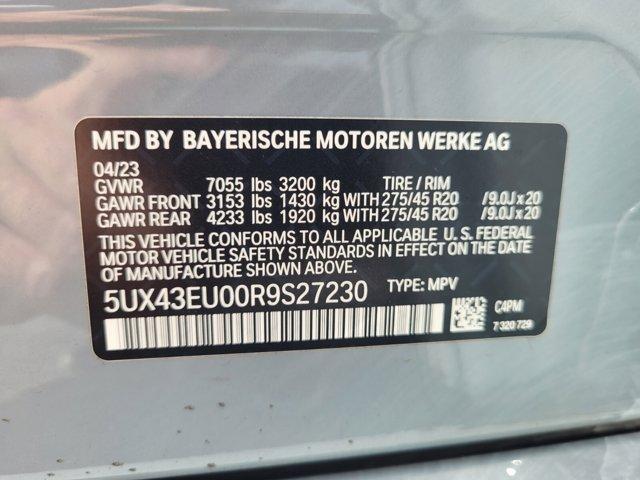 MFD BY BAYERISCHE MOTOREN WERKE AG
04/23
GVWR 7055 lbs 3200 kg TIRE / RIM
GAWR FRONT 3153 lbs 1430 kg WITH 275/45 R20 /9.0J x 20
GAWR REAR 4233 lbs 1920 kg WITH 275/45 R20 /9.0J x 20
THIS VEHICLE CONFORMS TO ALL APPLICABLE U. S. FEDERAL
MOTOR VEHICLE SAFETY STANDARDS IN EFFECT ON THE DATE
OF MANUFACTURE SHOWN ABOVE.
5UX43EU00R9S27230 TYPE: MPV
C4PM
7 320 729